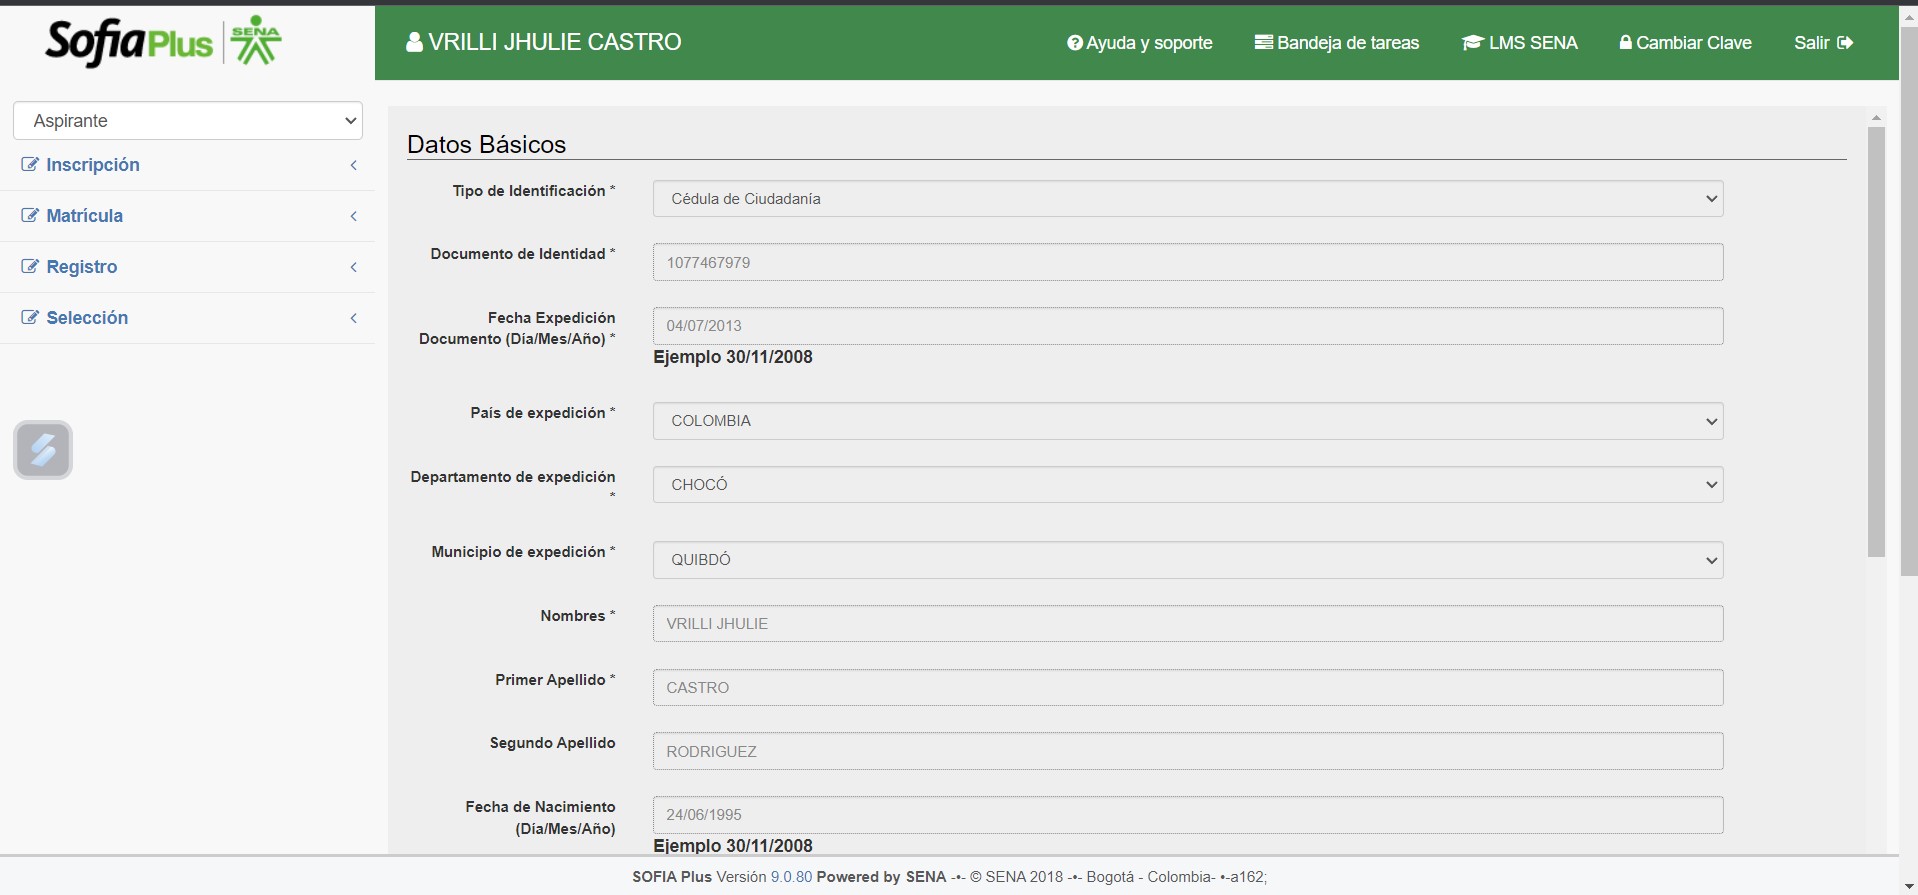 Sofia Plus SENA
VRILLI JHULIE CASTRO
Ayuda y soporte
Bandeja de tareas
LMS SENA
Cambiar Clave
Salir
Aspirante
Inscripción
Matrícula
Registro
Selección
Datos Básicos
Tipo de Identificación *
Cédula de Ciudadanía
Documento de Identidad *
1077467979
Fecha Expedición
Documento (Día/Mes/Año) *
04/07/2013
Ejemplo 30/11/2008
País de expedición *
COLOMBIA
Departamento de expedición
*
CHOCÓ
Municipio de expedición *
QUIBDÓ
Nombres *
VRILLI JHULIE
Primer Apellido *
CASTRO
Segundo Apellido
RODRIGUEZ
Fecha de Nacimiento
(Día/Mes/Año)
24/06/1995
Ejemplo 30/11/2008
SOFIA Plus Versión 9.0.80 Powered by SENA -•- © SENA 2018 -•- Bogotá - Colombia- •-a162;